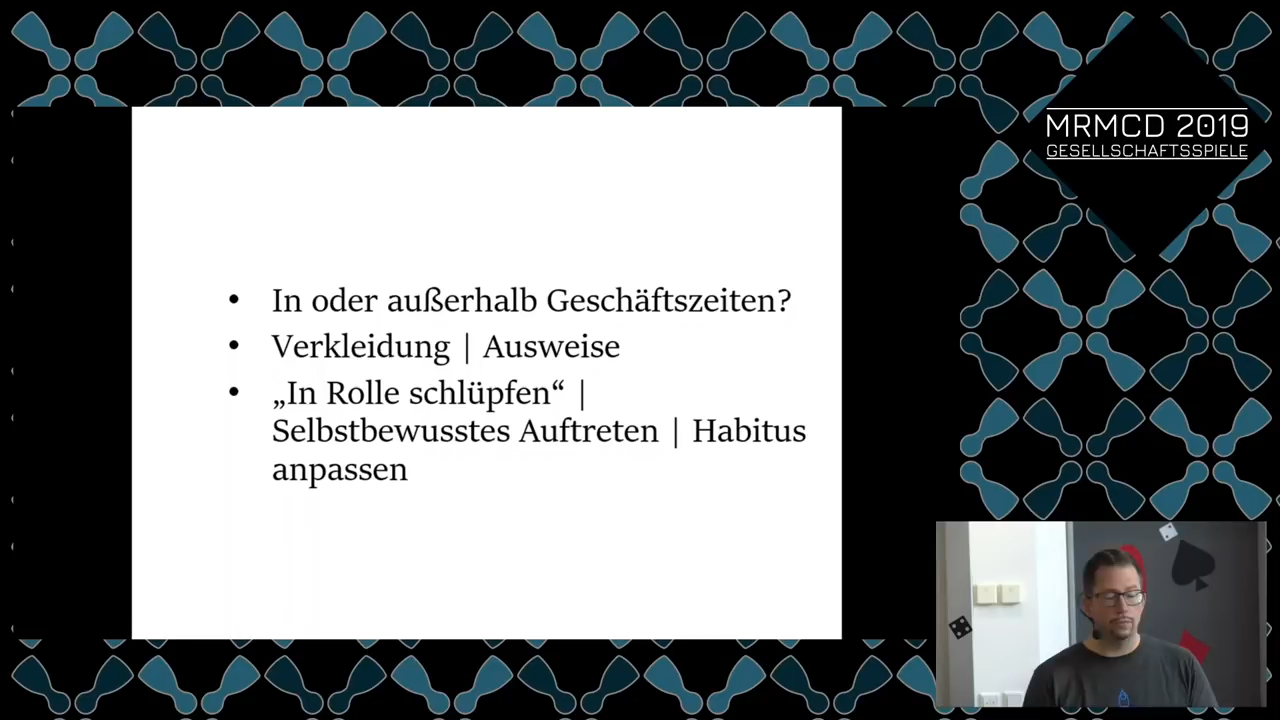 MRMCD 2019
GESELLSCHAFTSSPIELE
• In oder außerhalb Geschäftszeiten?
• Verkleidung | Ausweise
• „In Rolle schlüpfen“ |
Selbstbewusstes Auftreten | Habitus
anpassen